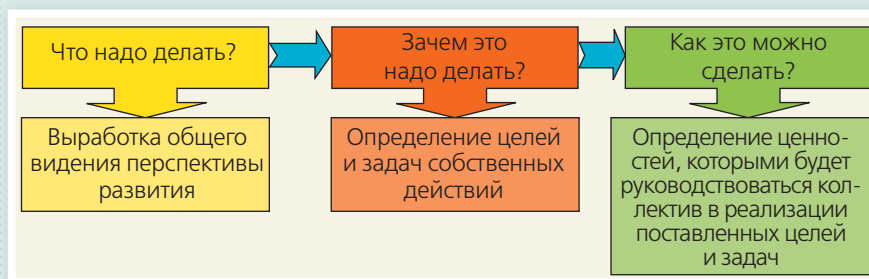 Что надо делать?
Зачем это
надо делать?
Как это можно
сделать?
Выработка общего
видения перспективы
развития
Определение целей
и задач собственных
действий
Определение ценно-
стей, которыми будет
руководствоваться кол-
лектив в реализации
поставленных целей
и задач